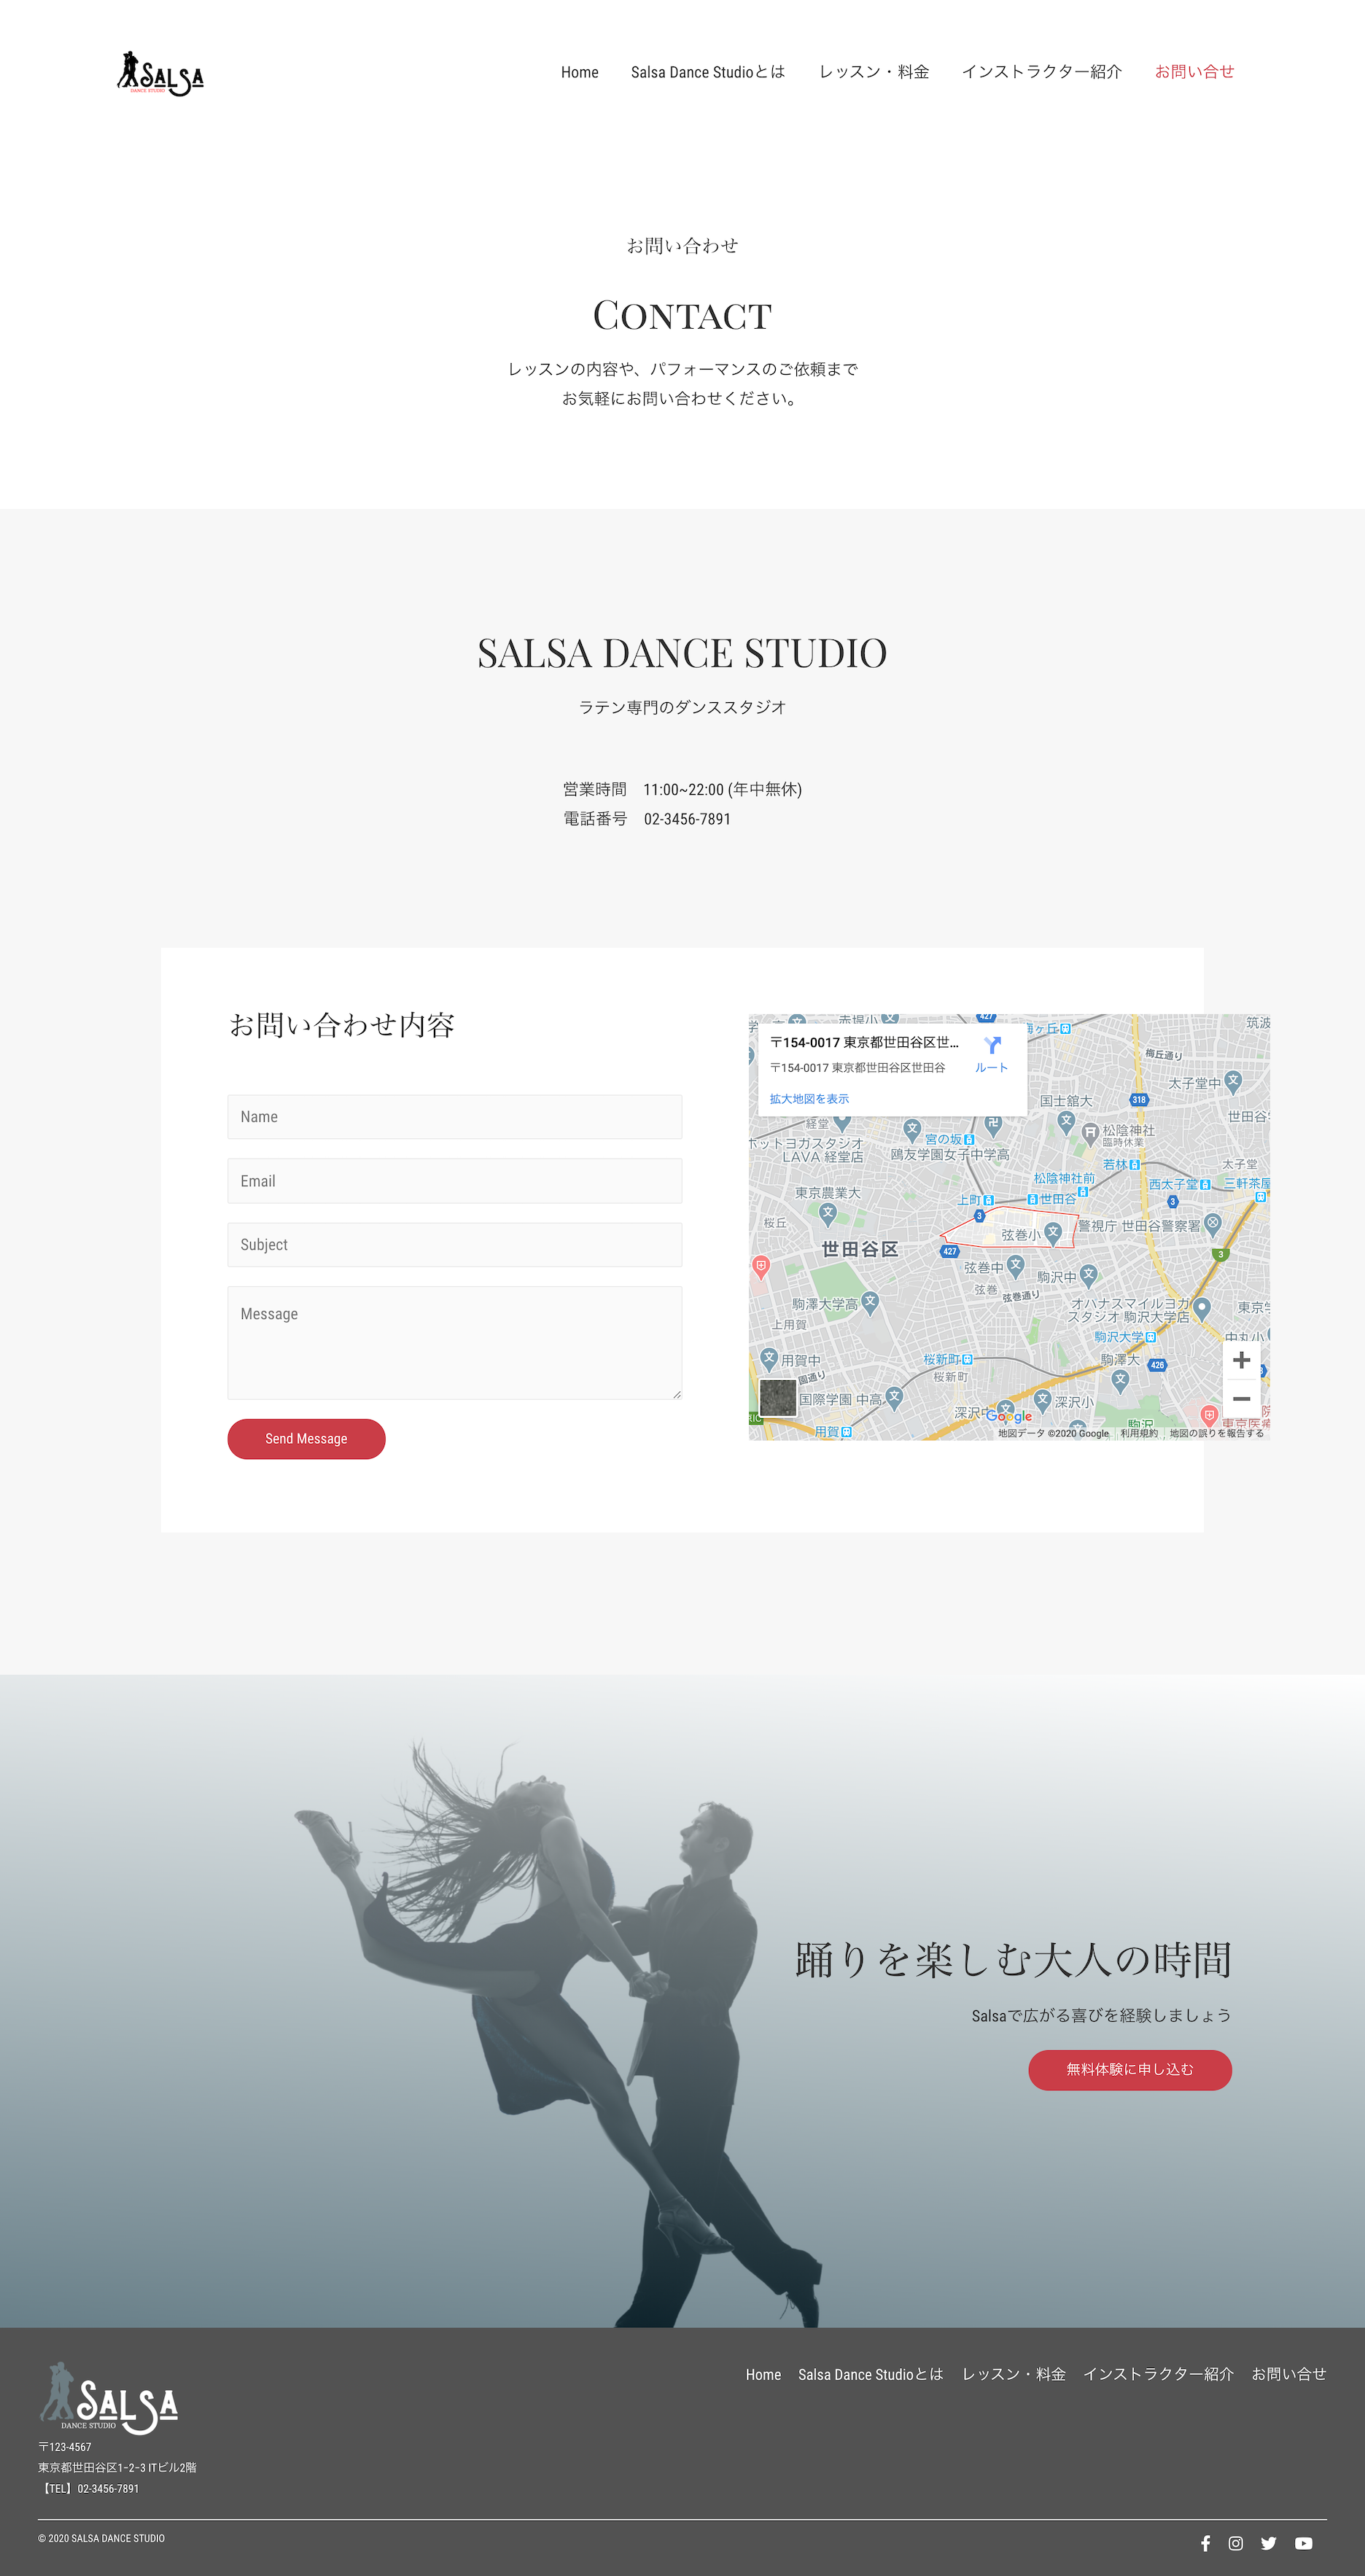 SALSA
DANCE STUDIO
Home Salsa Dance Studioとは レッスン・料金 インストラクター紹介 お問い合せ
お問い合わせ
CONTACT
レッスンの内容や、パフォーマンスのご依頼まで
お気軽にお問い合わせください。
SALSA DANCE STUDIO
ラテン専門のダンススタジオ
営業時間 11:00~22:00 (年中無休)
電話番号 02-3456-7891
お問い合わせ内容
Name
Email
Subject
Message
Send Message
〒154-0017 東京都世田谷区世...
〒154-0017 東京都世田谷区世田谷
ルート
拡大地図を表示
赤堤小
427
梅ヶ丘
筑波
梅丘通り
太子堂中
国士舘大
318
世田谷
経堂
松陰神社
臨時休業
ホットヨガスタジオ
LAVA 経堂店
宮の坂
鴎友学園女子中学高
若林
太子堂
松陰神社前
西太子堂
三軒茶屋
東京農業大
上町
世田谷
3
3
桜丘
弦巻小
警視庁 世田谷警察署
世田谷区
427
3
弦巻中
駒沢中
弦巻
弦巻通り
駒澤大学高
オハナスマイルヨガ
スタジオ 駒沢大学店
東京学
上用賀
駒沢大学
中丸小
用賀中
桜新町
駒澤大
426
桜新町
国際学園 中高
深沢小
深沢中
駒沢
用賀
Google
地図データ ©2020 Google 利用規約 地図の誤りを報告する
踊りを楽しむ大人の時間
Salsaで広がる喜びを経験しましょう
無料体験に申し込む
SALSA
DANCE STUDIO
Home Salsa Dance Studioとは レッスン・料金 インストラクター紹介 お問い合せ
〒123-4567
東京都世田谷区1-2-3 ITビル2階
【TEL】02-3456-7891
© 2020 SALSA DANCE STUDIO